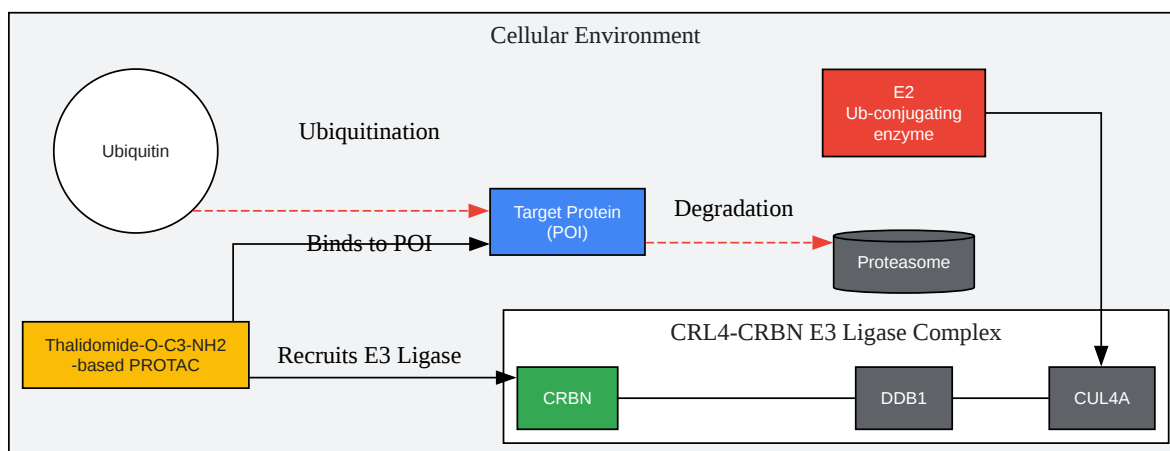 Cellular Environment
E2
Ub-conjugating
enzyme
Ubiquitination
Ubiquitin
Target Protein
(POI)
Degradation
Binds to POI
Proteasome
Thalidomide-O-C3-NH2
-based PROTAC
Recruits E3 Ligase
CRL4-CRBN E3 Ligase Complex
CRBN
DDB1
CUL4A